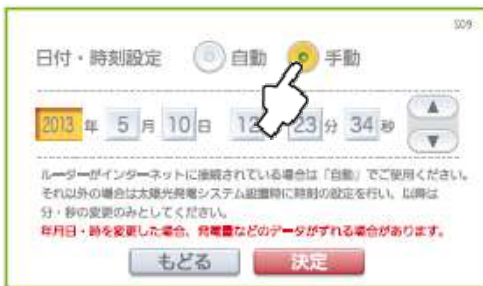 S09
日付・時刻設定 自動 手動
2013 年 5 月 10 日 12 23 分 34 秒
ルーターがインターネットに接続されている場合は「自動」でご使用ください。
それ以外の場合は太陽光発電システム設置時に時刻の設定を行い、以降は
分・秒の変更のみとしてください。
年月日・時を変更した場合、発電量などのデータがずれる場合があります。
もどる 決定